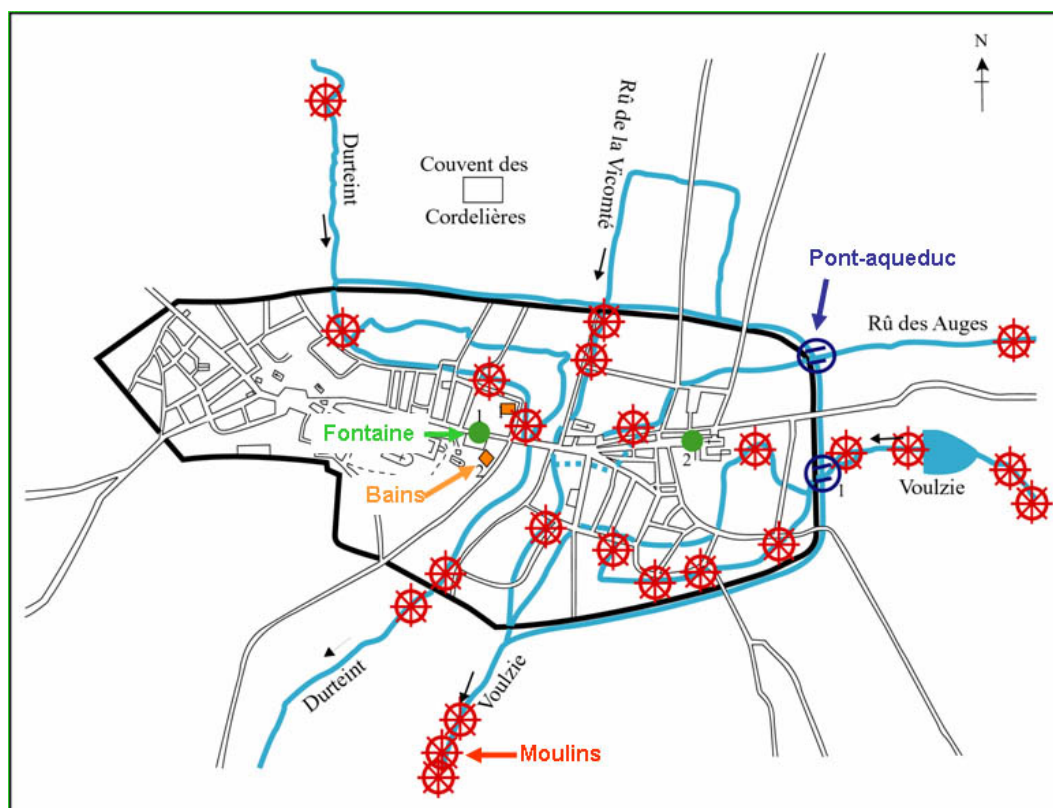 N
Durteint
Rû de la Vicomté
Couvent des
Cordelières
Pont-aqueduc
Rû des Auges
1
1
Fontaine
2
2
Bains
Voulzie
1
Durteint
Voulzie
Moulins